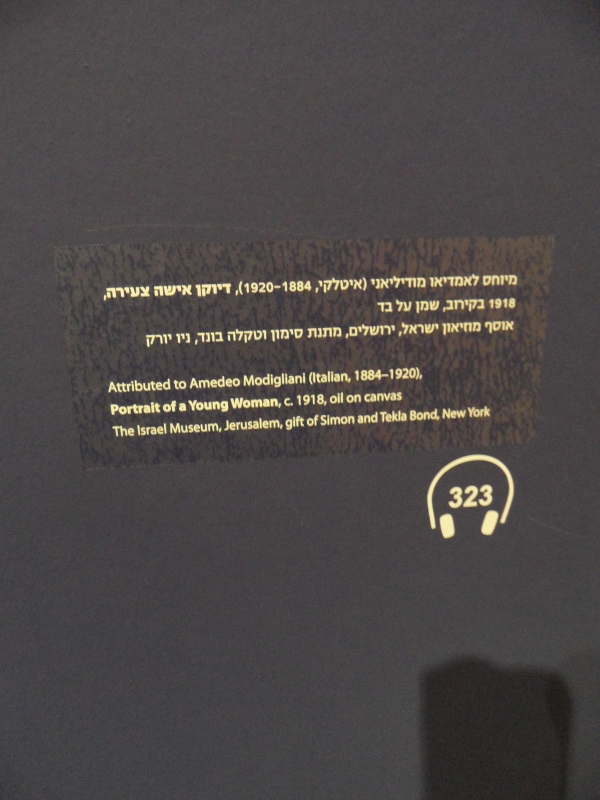 מיוחס לאמדיאו מודיליאני (איטלקי, 1884–1920), דיוקן אישה צעירה,
1918 בקירוב, שמן על בד
אוסף מוזיאון ישראל, ירושלים, מתנת סימון וטקלה בונד, ניו יורק
Attributed to Amedeo Modigliani (Italian, 1884–1920),
Portrait of a Young Woman, c. 1918, oil on canvas
The Israel Museum, Jerusalem, gift of Simon and Tekla Bond, New York
323